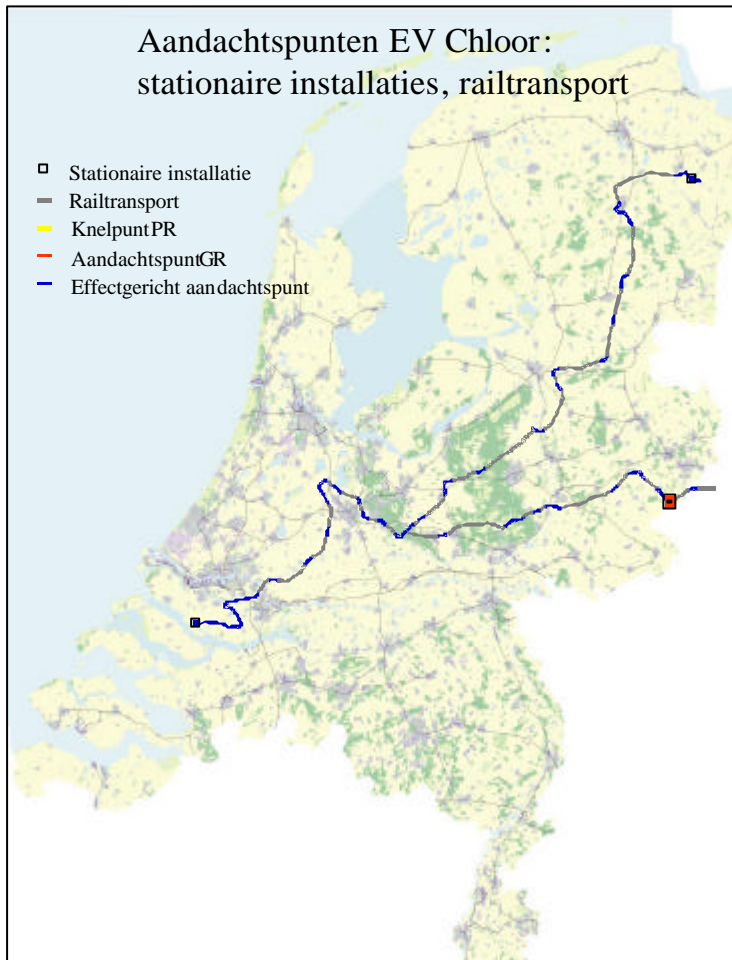 Aandachtspunten EV Chloor:
stationaire installaties, railtransport
Stationaire installatie
Railtransport
Knelpunt PR
Aandachtspunt GR
Effectgericht aandachtspunt